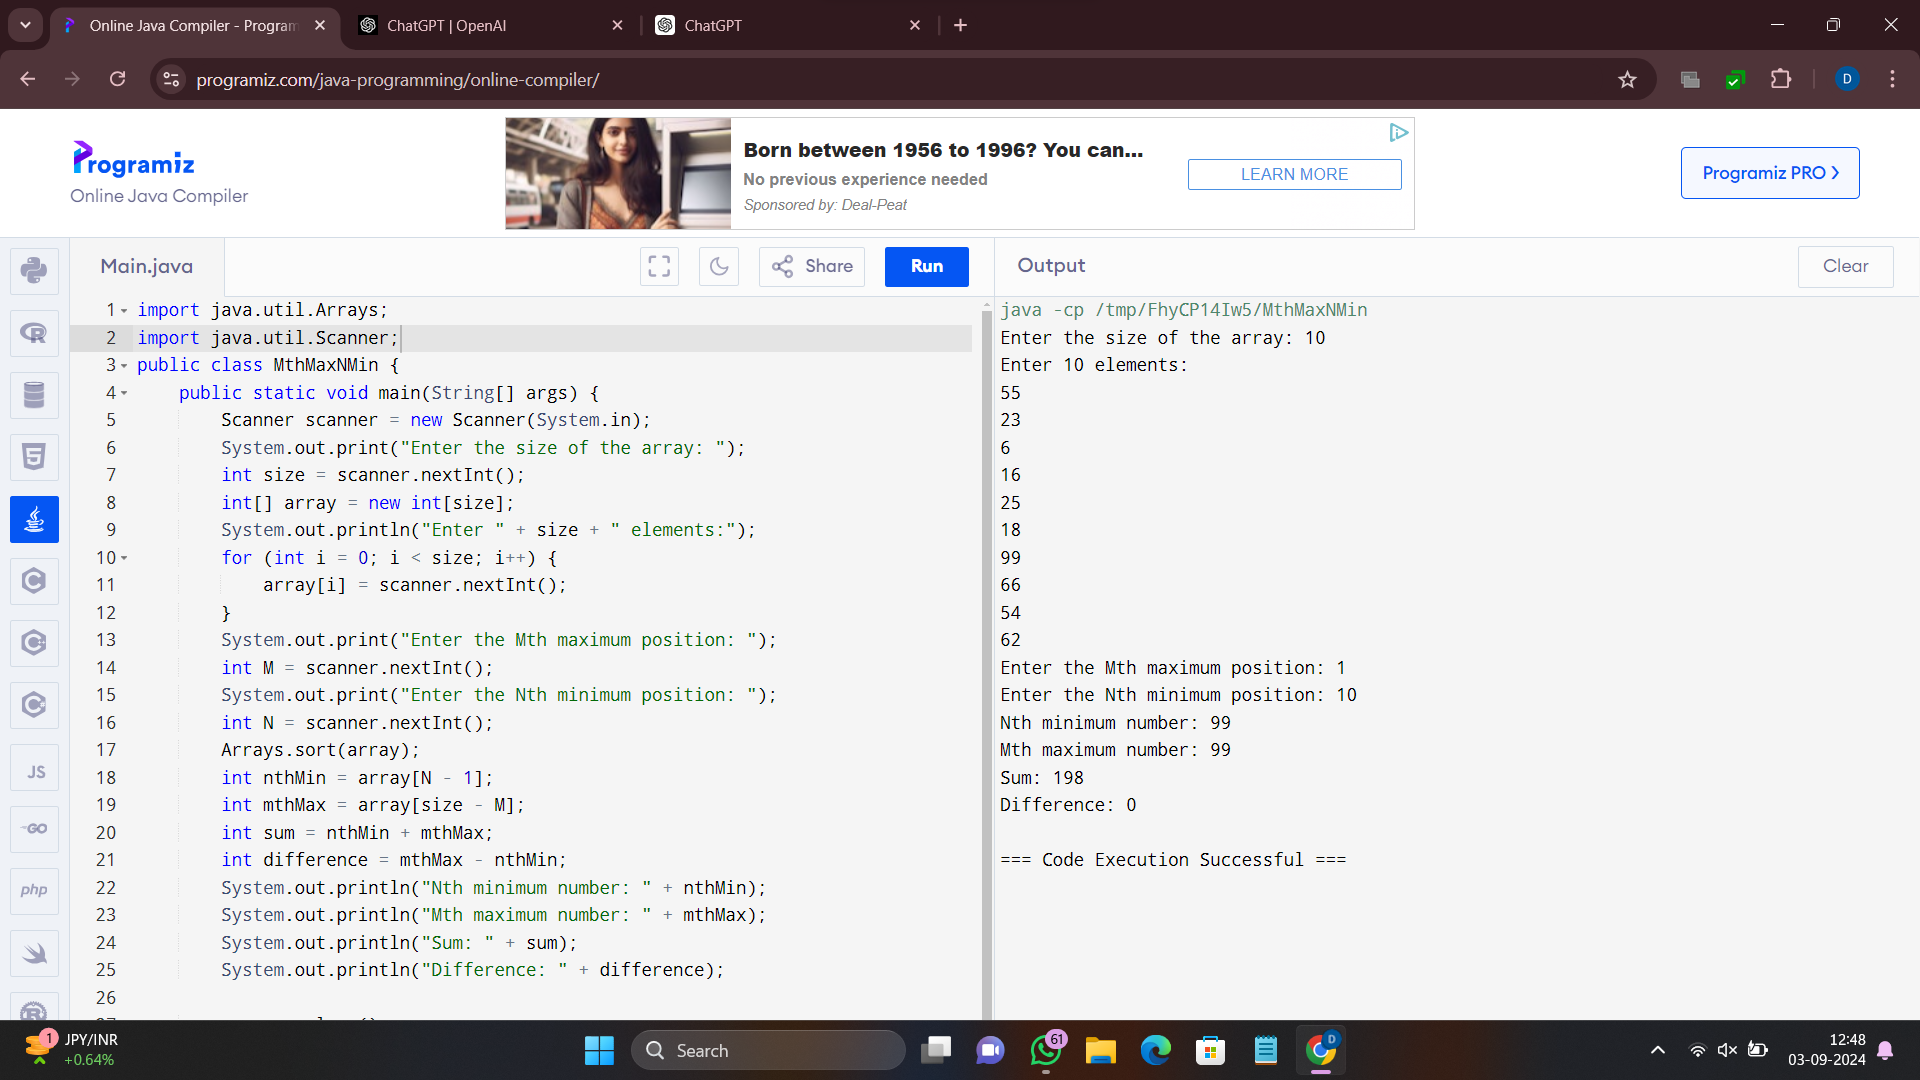 Online Java Compiler - Program
ChatGPT | OpenAI
ChatGPT
programiz.com/java-programming/online-compiler/
D
Programiz
Online Java Compiler
Born between 1956 to 1996? You can...
No previous experience needed
Sponsored by: Deal-Peat
LEARN MORE
Programiz PRO >
Main.java
Share
Run
Output
Clear
1 import java.util.Arrays;
2 import java.util.Scanner;
3 public class MthMaxNMin {
4 public static void main(String[] args) {
5 Scanner scanner = new Scanner(System.in);
6 System.out.print("Enter the size of the array: ");
7 int size = scanner.nextInt();
8 int[] array = new int[size];
9 System.out.println("Enter " + size + " elements:");
10 for (int i = 0; i < size; i++) {
11 array[i] = scanner.nextInt();
12 }
13 System.out.print("Enter the Mth maximum position: ");
14 int M = scanner.nextInt();
15 System.out.print("Enter the Nth minimum position: ");
16 int N = scanner.nextInt();
17 Arrays.sort(array);
18 int nthMin = array[N - 1];
19 int mthMax = array[size - M];
20 int sum = nthMin + mthMax;
21 int difference = mthMax - nthMin;
22 System.out.println("Nth minimum number: " + nthMin);
23 System.out.println("Mth maximum number: " + mthMax);
24 System.out.println("Sum: " + sum);
25 System.out.println("Difference: " + difference);
26
java -cp /tmp/FhyCP14Iw5/MthMaxNMin
Enter the size of the array: 10
Enter 10 elements:
55
23
6
16
25
18
99
66
54
62
Enter the Mth maximum position: 1
Enter the Nth minimum position: 10
Nth minimum number: 99
Mth maximum number: 99
Sum: 198
Difference: 0
=== Code Execution Successful ===
R
5
C
C
C
JS
GO
php
1
JPY/INR
+0.64%
Search
61
D
12:48
03-09-2024